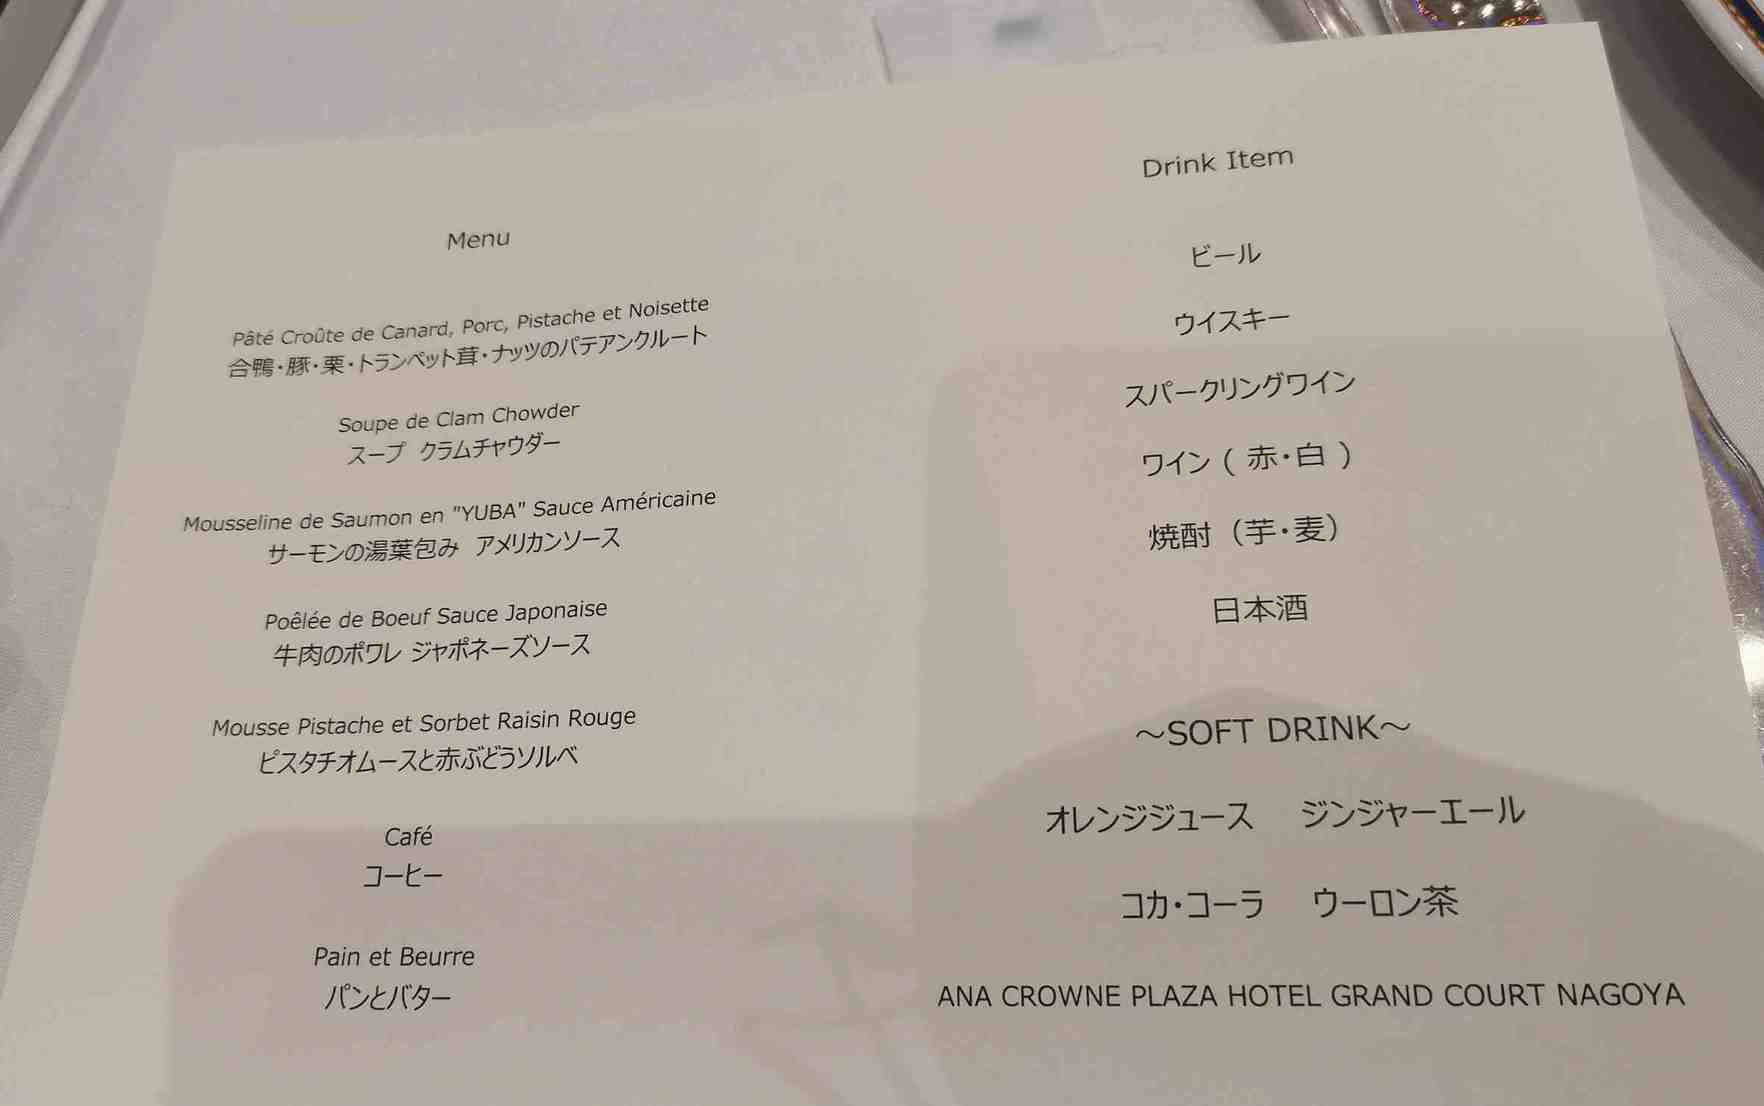 Menu
Pâté Croûte de Canard, Porc, Pistache et Noisette
合鴨・豚・栗・トランペット茸・ナッツのパテアンクルート
Soupe de Clam Chowder
スープ クラムチャウダー
Mousseline de Saumon en "YUBA" Sauce Américaine
サーモンの湯葉包み アメリカンソース
Poêlée de Boeuf Sauce Japonaise
牛肉のポワレ ジャポネーズソース
Mousse Pistache et Sorbet Raisin Rouge
ピスタチオムースと赤ぶどうソルベ
Café
コーヒー
Pain et Beurre
パンとバター
Drink Item
ビール
ウイスキー
スパークリングワイン
ワイン ( 赤・白 )
焼酎（芋・麦）
日本酒
～SOFT DRINK～
オレンジジュース ジンジャーエール
コカ・コーラ ウーロン茶
ANA CROWNE PLAZA HOTEL GRAND COURT NAGOYA